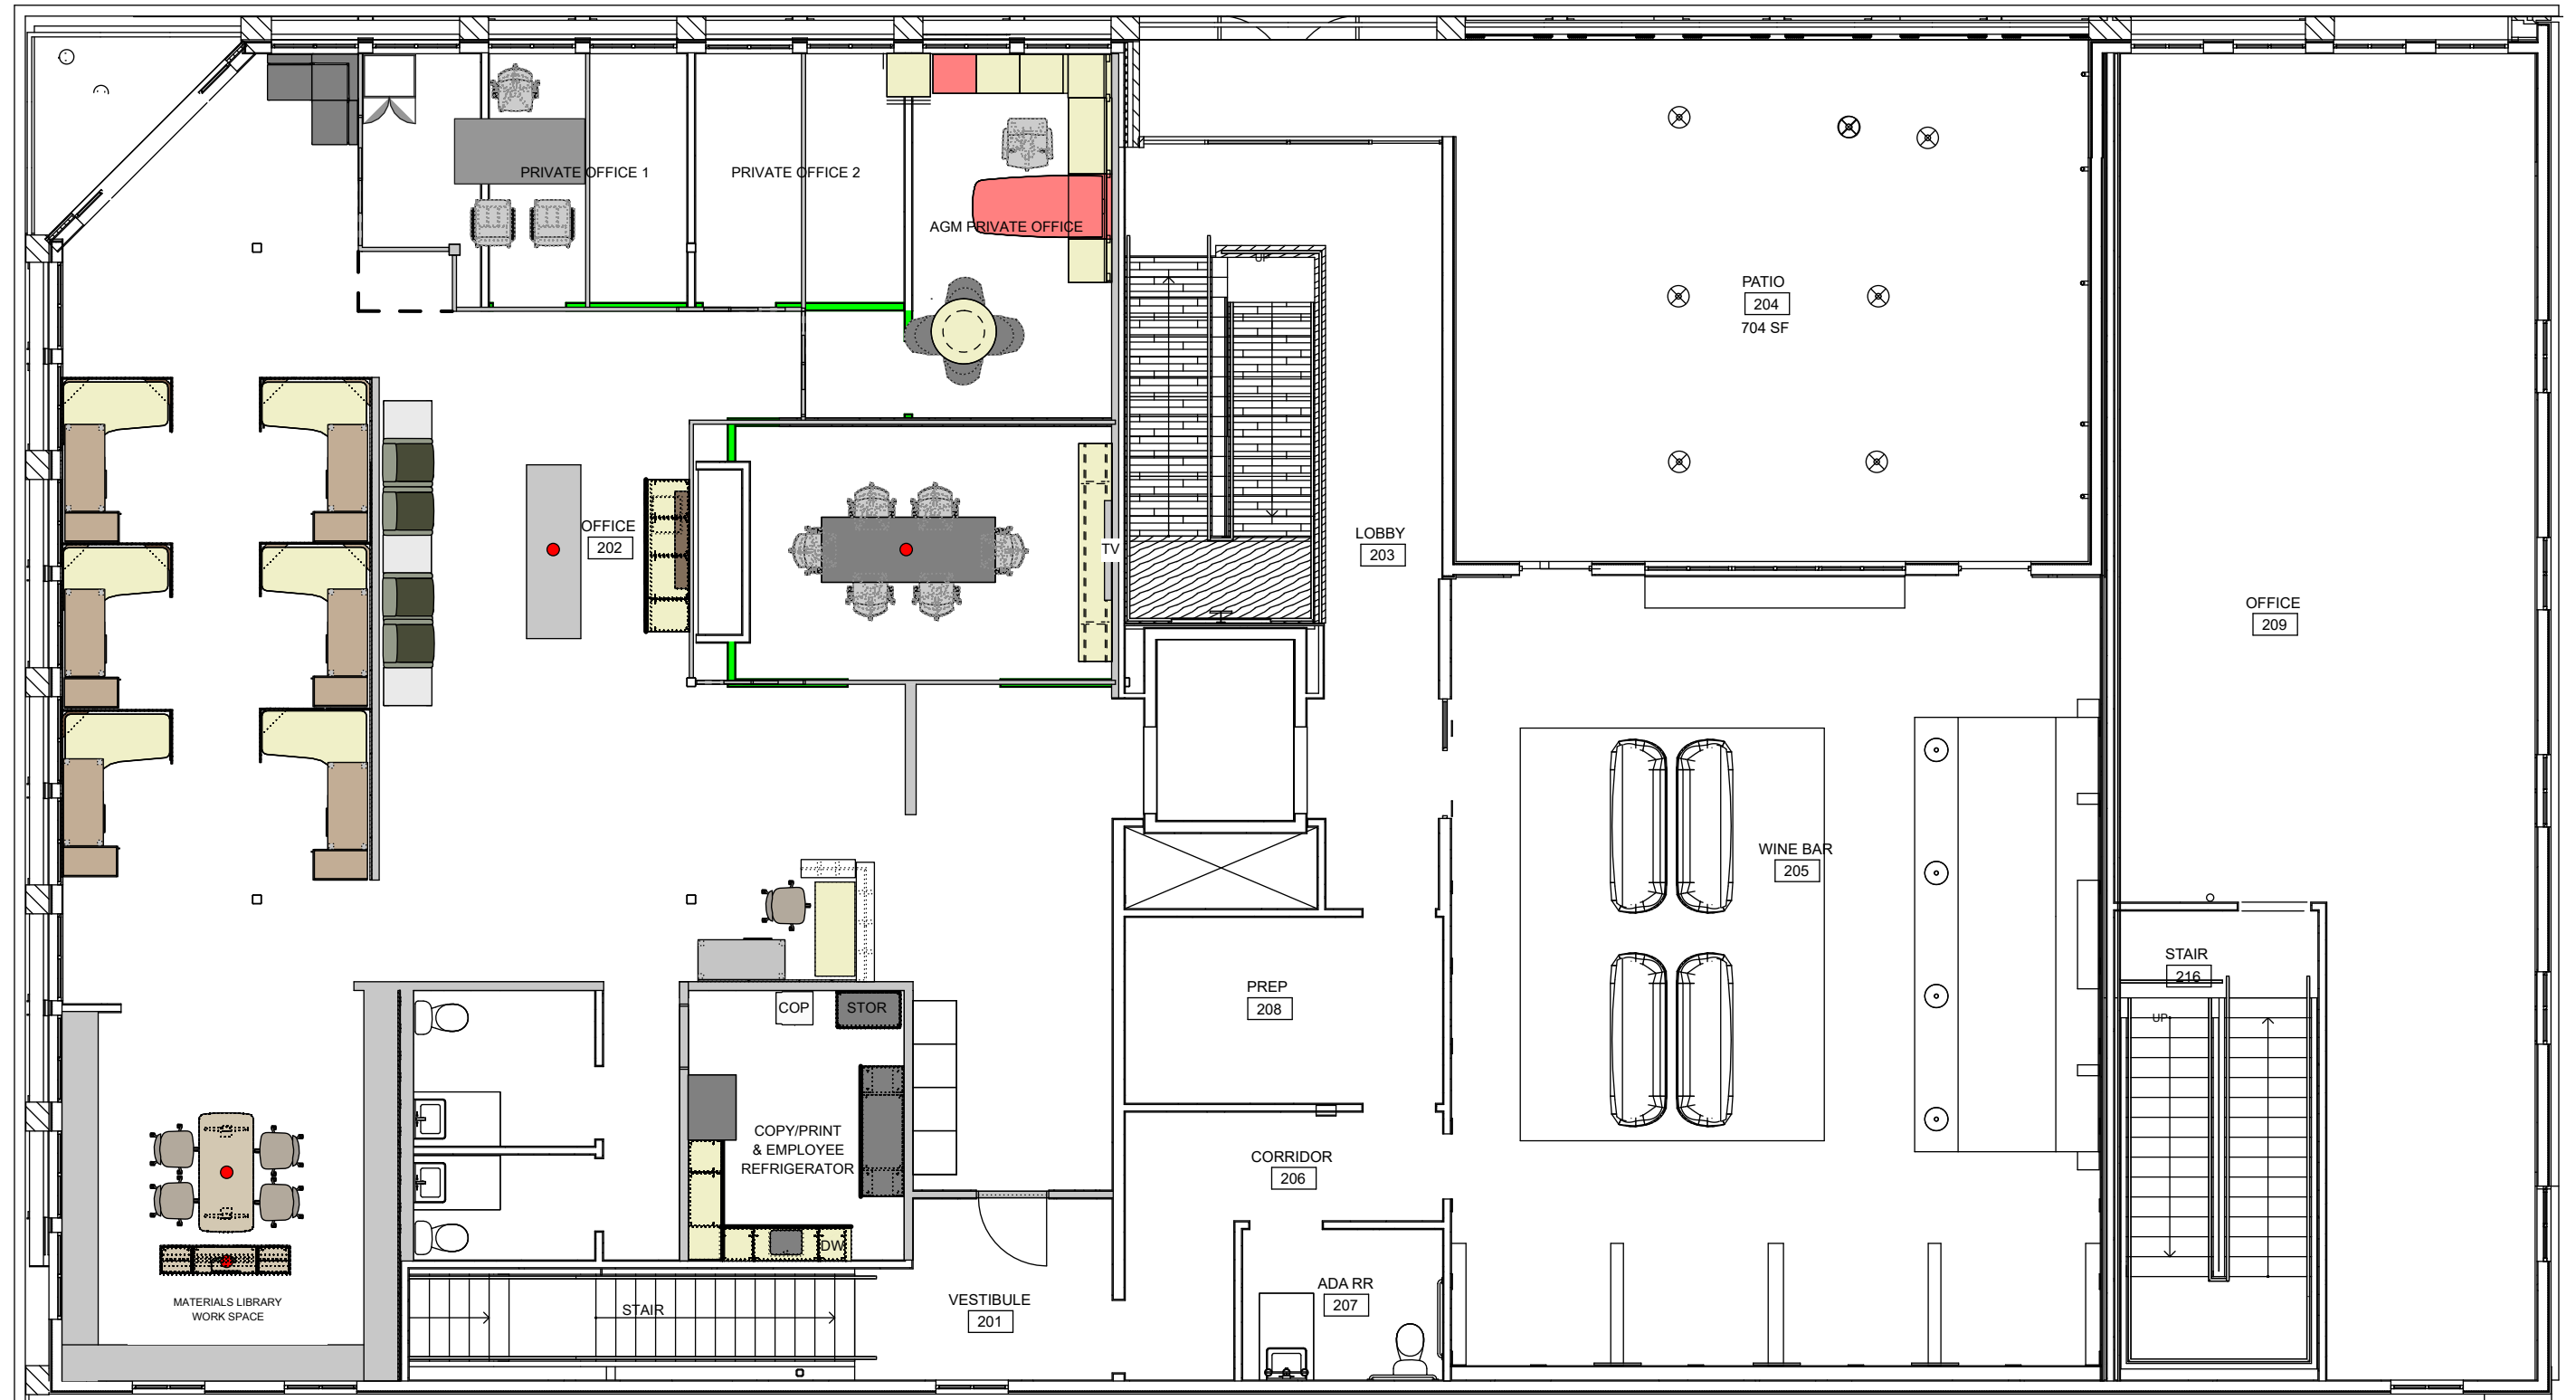 PRIVATE OFFICE 1
PRIVATE OFFICE 2
AGM PRIVATE OFFICE
UP
PATIO
204
704 SF
OFFICE
202
TV
LOBBY
203
OFFICE
209
WINE BAR
205
STAIR
216
UP
PREP
208
COP
STOR
COPY/PRINT
& EMPLOYEE
REFRIGERATOR
DW
CORRIDOR
206
MATERIALS LIBRARY
WORK SPACE
STAIR
VESTIBULE
201
ADA RR
207